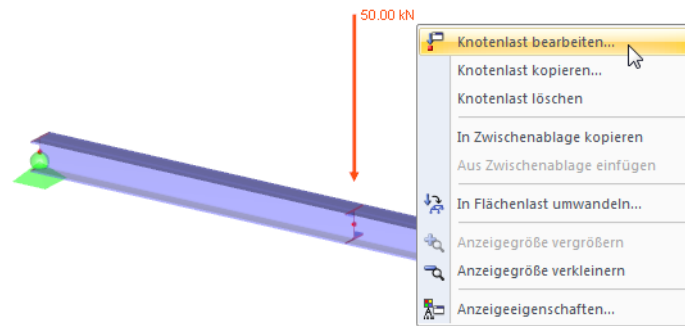 50.00 kN
Knotenlast bearbeiten...
Knotenlast kopieren...
Knotenlast löschen
In Zwischenablage kopieren
Aus Zwischenablage einfügen
In Flächenlast umwandeln...
Anzeigegröße vergrößern
Anzeigegröße verkleinern
Anzeigeeigenschaften...